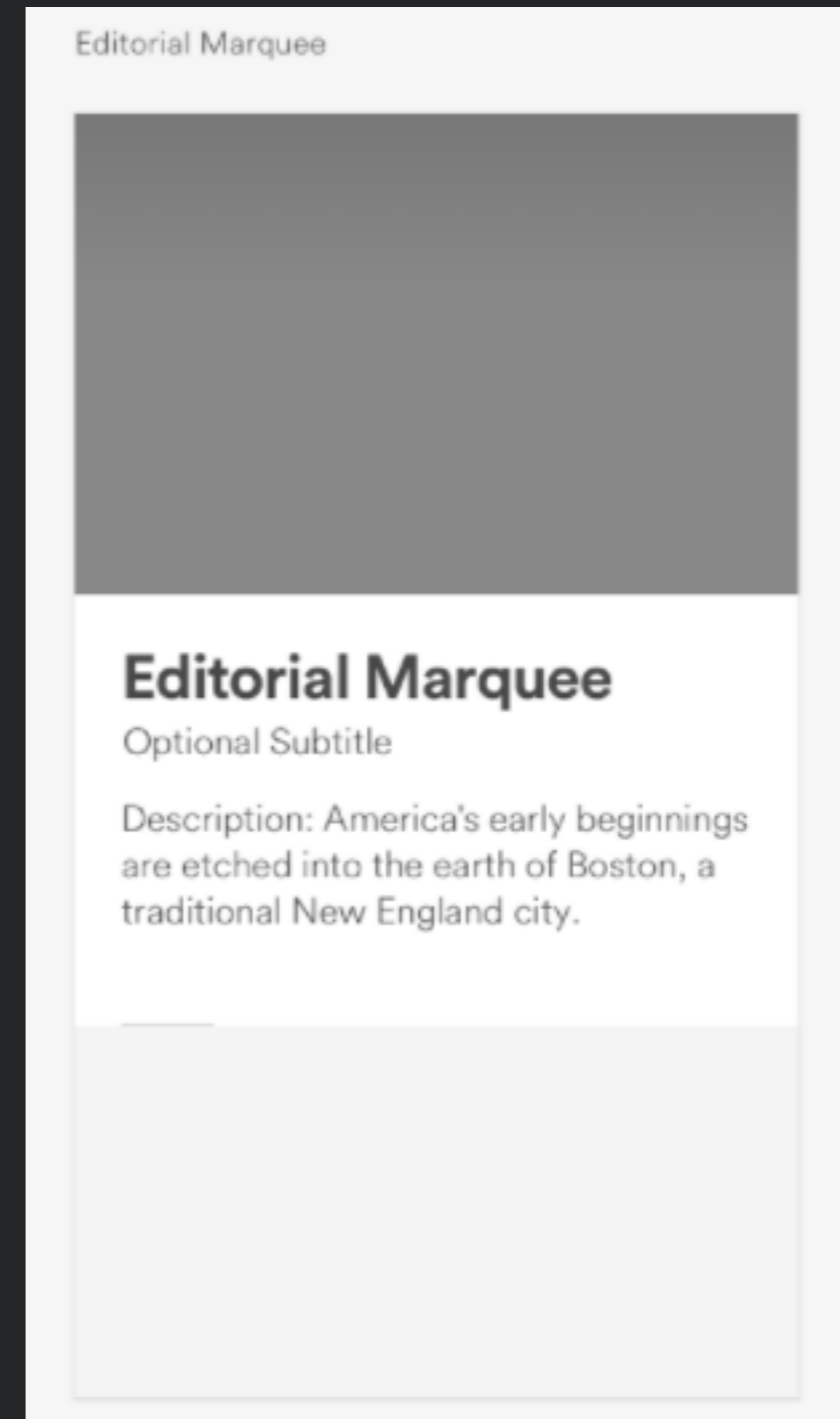 Editorial Marquee
Editorial Marquee
Optional Subtitle
Description: America's early beginnings
are etched into the earth of Boston, a
traditional New England city.